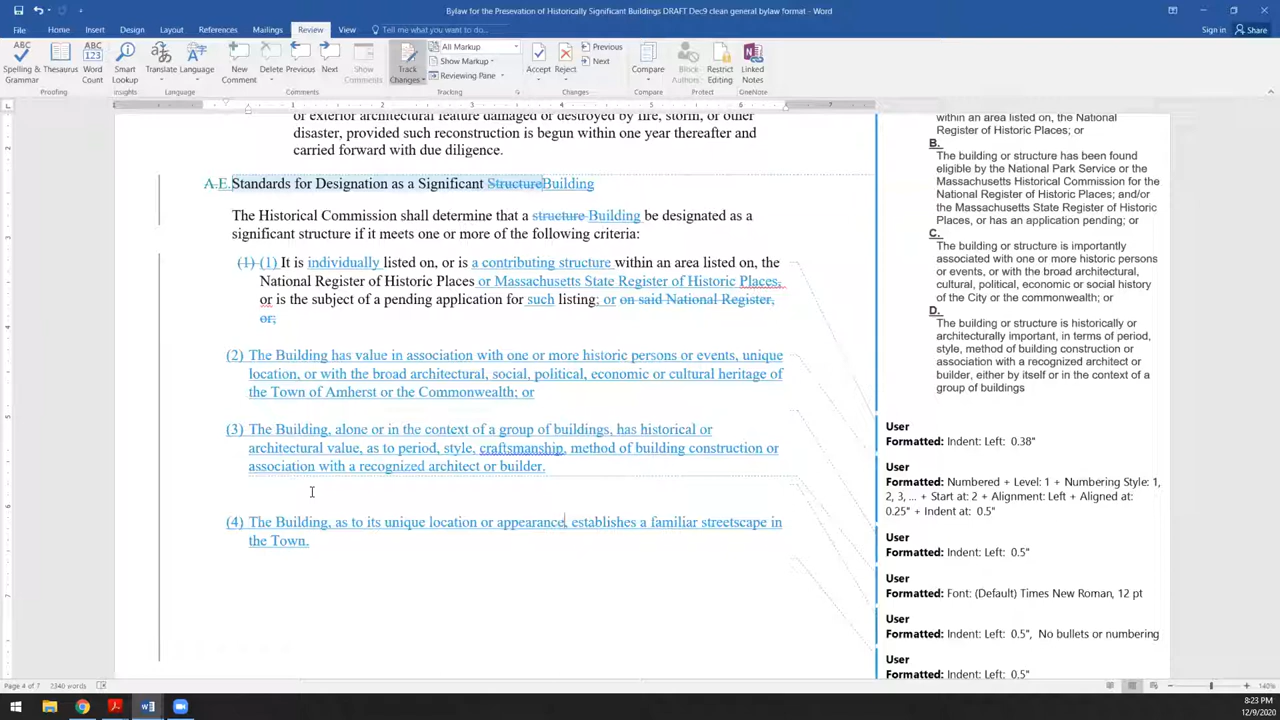 Bylaw for the Presevation of Historically Significant Buildings DRAFT Dec9 clean general bylaw format - Word
File Home Insert Draw Design Layout References Mailings Review View Tell me what you want to do... Sign in Share
Spelling & Grammar Thesaurus Word Count Smart Lookup Translate Language New Comment Delete Previous Next Show Comments Track Changes All Markup Show Markup Reviewing Pane Accept Reject Previous Next Compare Block Authors Restrict Editing Linked Notes
Proofing Insights Language Comments Tracking Changes Compare Protect OneNote
or exterior architectural feature damaged or destroyed by fire, storm, or other
disaster, provided such reconstruction is begun within one year thereafter and
carried forward with due diligence.
A.E.Standards for Designation as a Significant StructureBuilding
The Historical Commission shall determine that a structure Building be designated as a
significant structure if it meets one or more of the following criteria:
(1) (1) It is individually listed on, or is a contributing structure within an area listed on, the
National Register of Historic Places or Massachusetts State Register of Historic Places,
or is the subject of a pending application for such listing; or on said National Register,
or;
(2) The Building has value in association with one or more historic persons or events, unique
location, or with the broad architectural, social, political, economic or cultural heritage of
the Town of Amherst or the Commonwealth; or
(3) The Building, alone or in the context of a group of buildings, has historical or
architectural value, as to period, style, craftsmanship, method of building construction or
association with a recognized architect or builder.
(4) The Building, as to its unique location or appearance, establishes a familiar streetscape in
the Town.
within an area listed on, the National
Register of Historic Places; or
B.
The building or structure has been found
eligible by the National Park Service or the
Massachusetts Historical Commission for the
National Register of Historic Places; and/or
the Massachusetts State Register of Historic
Places, or has an application pending; or
C.
The building or structure is importantly
associated with one or more historic persons
or events, or with the broad architectural,
cultural, political, economic or social history
of the City or the commonwealth; or
D.
The building or structure is historically or
architecturally important, in terms of period,
style, method of building construction or
association with a recognized architect or
builder, either by itself or in the context of a
group of buildings
User
Formatted: Indent: Left: 0.38"
User
Formatted: Numbered + Level: 1 + Numbering Style: 1,
2, 3, ... + Start at: 2 + Alignment: Left + Aligned at:
0.25" + Indent at: 0.5"
User
Formatted: Indent: Left: 0.5"
User
Formatted: Font: (Default) Times New Roman, 12 pt
User
Formatted: Indent: Left: 0.5", No bullets or numbering
User
Formatted: Indent: Left: 0.5"
Page 4 of 7 2340 words 140%
8:23 PM
12/9/2020